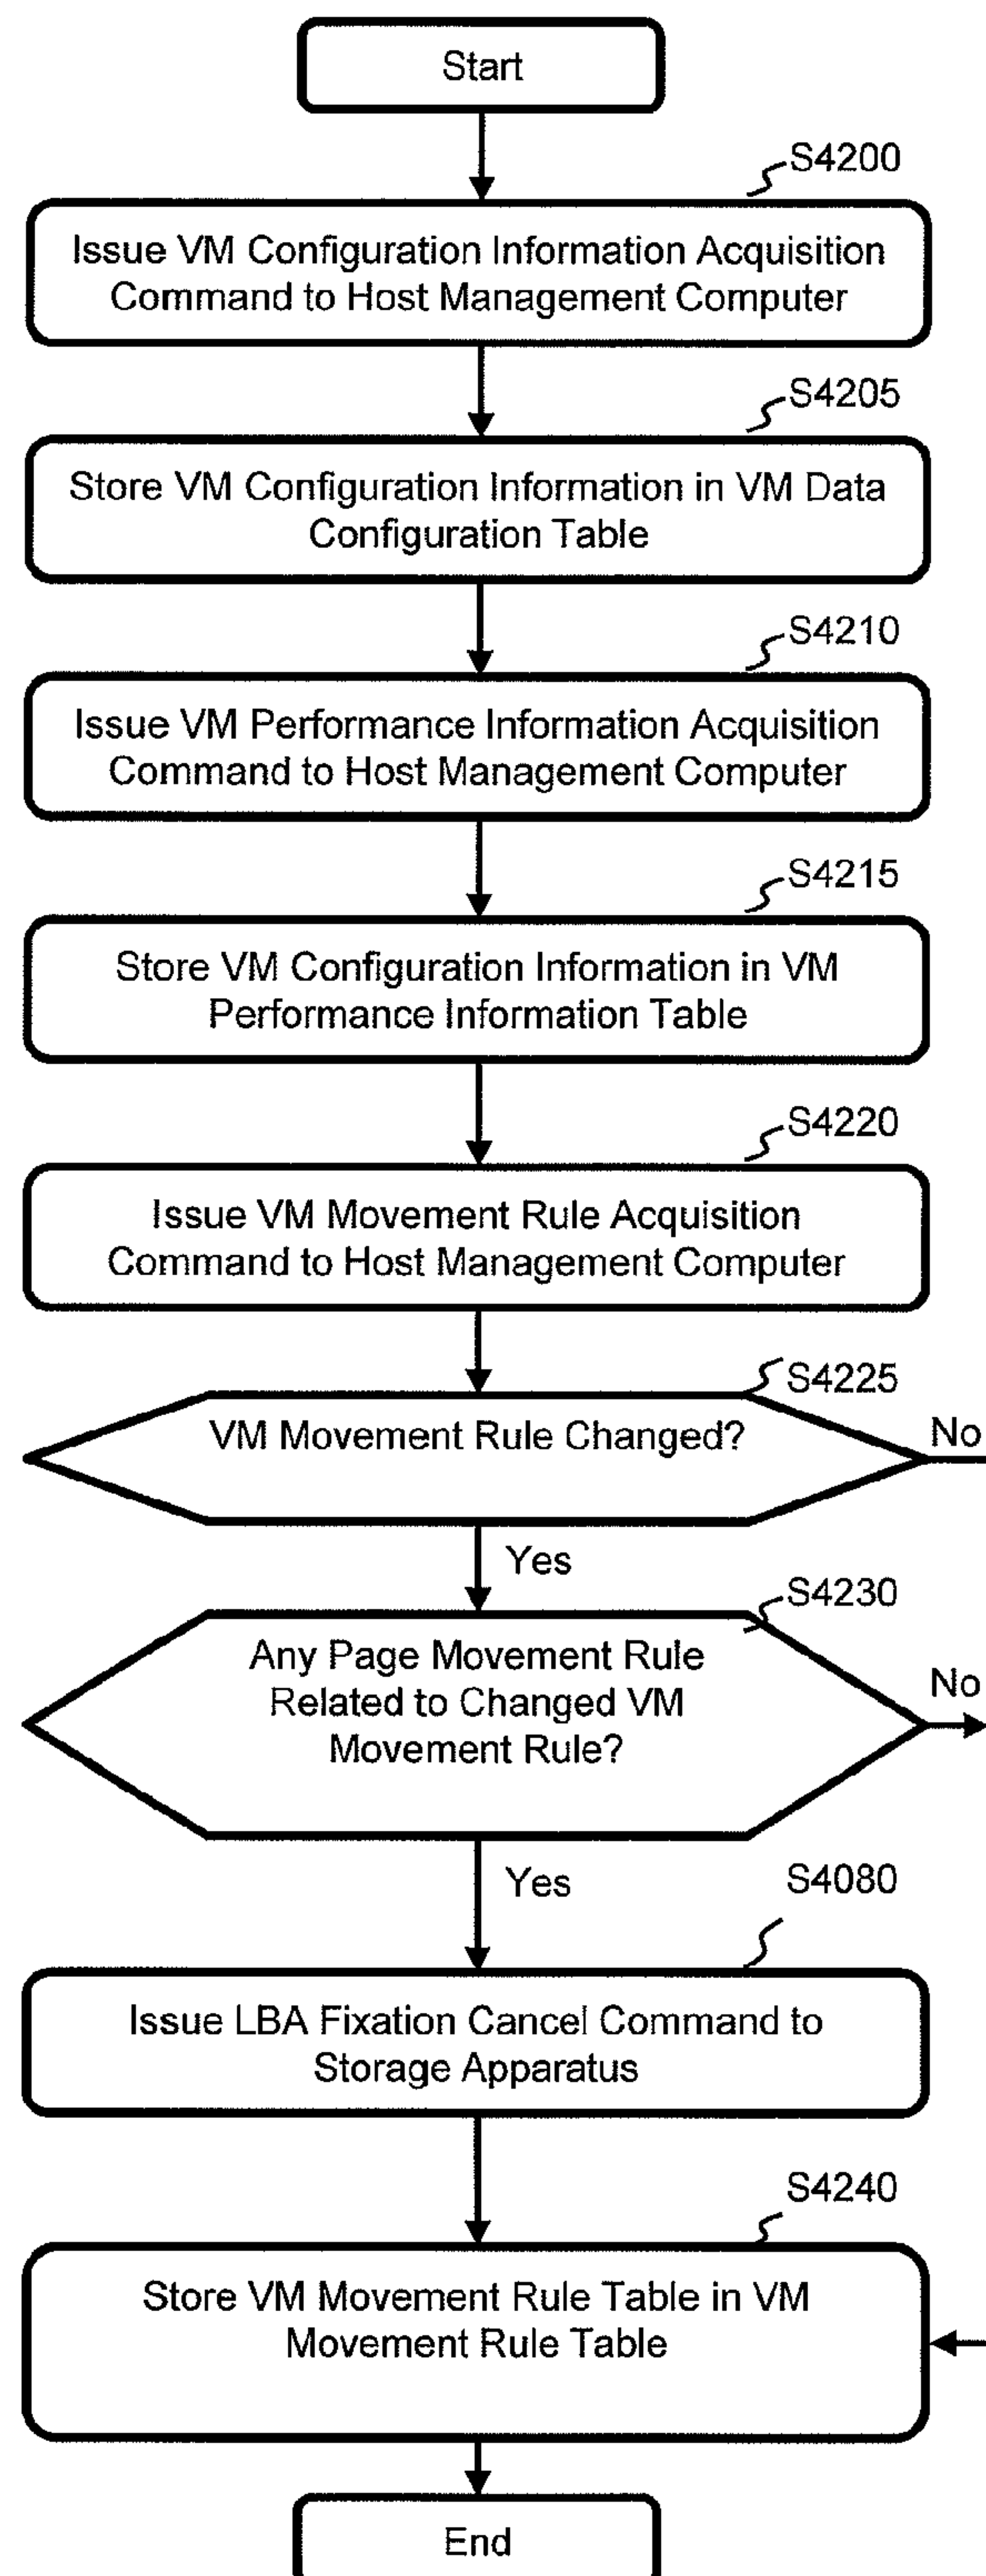 Start
S4200
Issue VM Configuration Information Acquisition
Command to Host Management Computer
S4205
Store VM Configuration Information in VM Data
Configuration Table
S4210
Issue VM Performance Information Acquisition
Command to Host Management Computer
S4215
Store VM Configuration Information in VM
Performance Information Table
S4220
Issue VM Movement Rule Acquisition
Command to Host Management Computer
S4225
VM Movement Rule Changed?
No
Yes
S4230
Any Page Movement Rule
Related to Changed VM
Movement Rule?
No
Yes
S4080
Issue LBA Fixation Cancel Command to
Storage Apparatus
S4240
Store VM Movement Rule Table in VM
Movement Rule Table
End